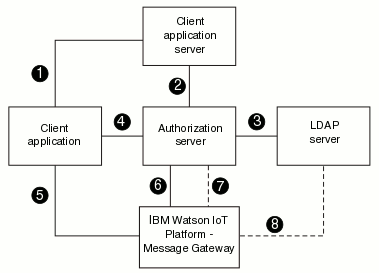 Client
application
server
1
2
Client
application
4
Authorization
server
3
LDAP
server
5
6
7
8
IBM Watson IoT
Platform -
Message Gateway